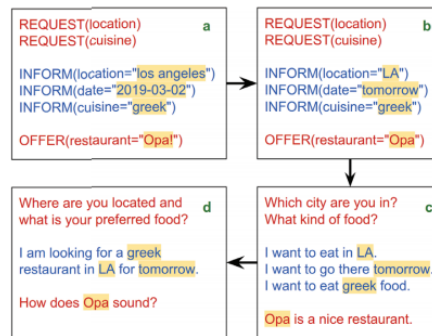 a
REQUEST(location)
REQUEST(cuisine)
INFORM(location="los angeles")
INFORM(date="2019-03-02")
INFORM(cuisine="greek")
OFFER(restaurant="Opa!")
b
REQUEST(location)
REQUEST(cuisine)
INFORM(location="LA")
INFORM(date="tomorrow")
INFORM(cuisine="greek")
OFFER(restaurant="Opa")
c
Which city are you in?
What kind of food?
I want to eat in LA.
I want to go there tomorrow.
I want to eat greek food.
Opa is a nice restaurant.
d
Where are you located and
what is your preferred food?
I am looking for a greek
restaurant in LA for tomorrow.
How does Opa sound?